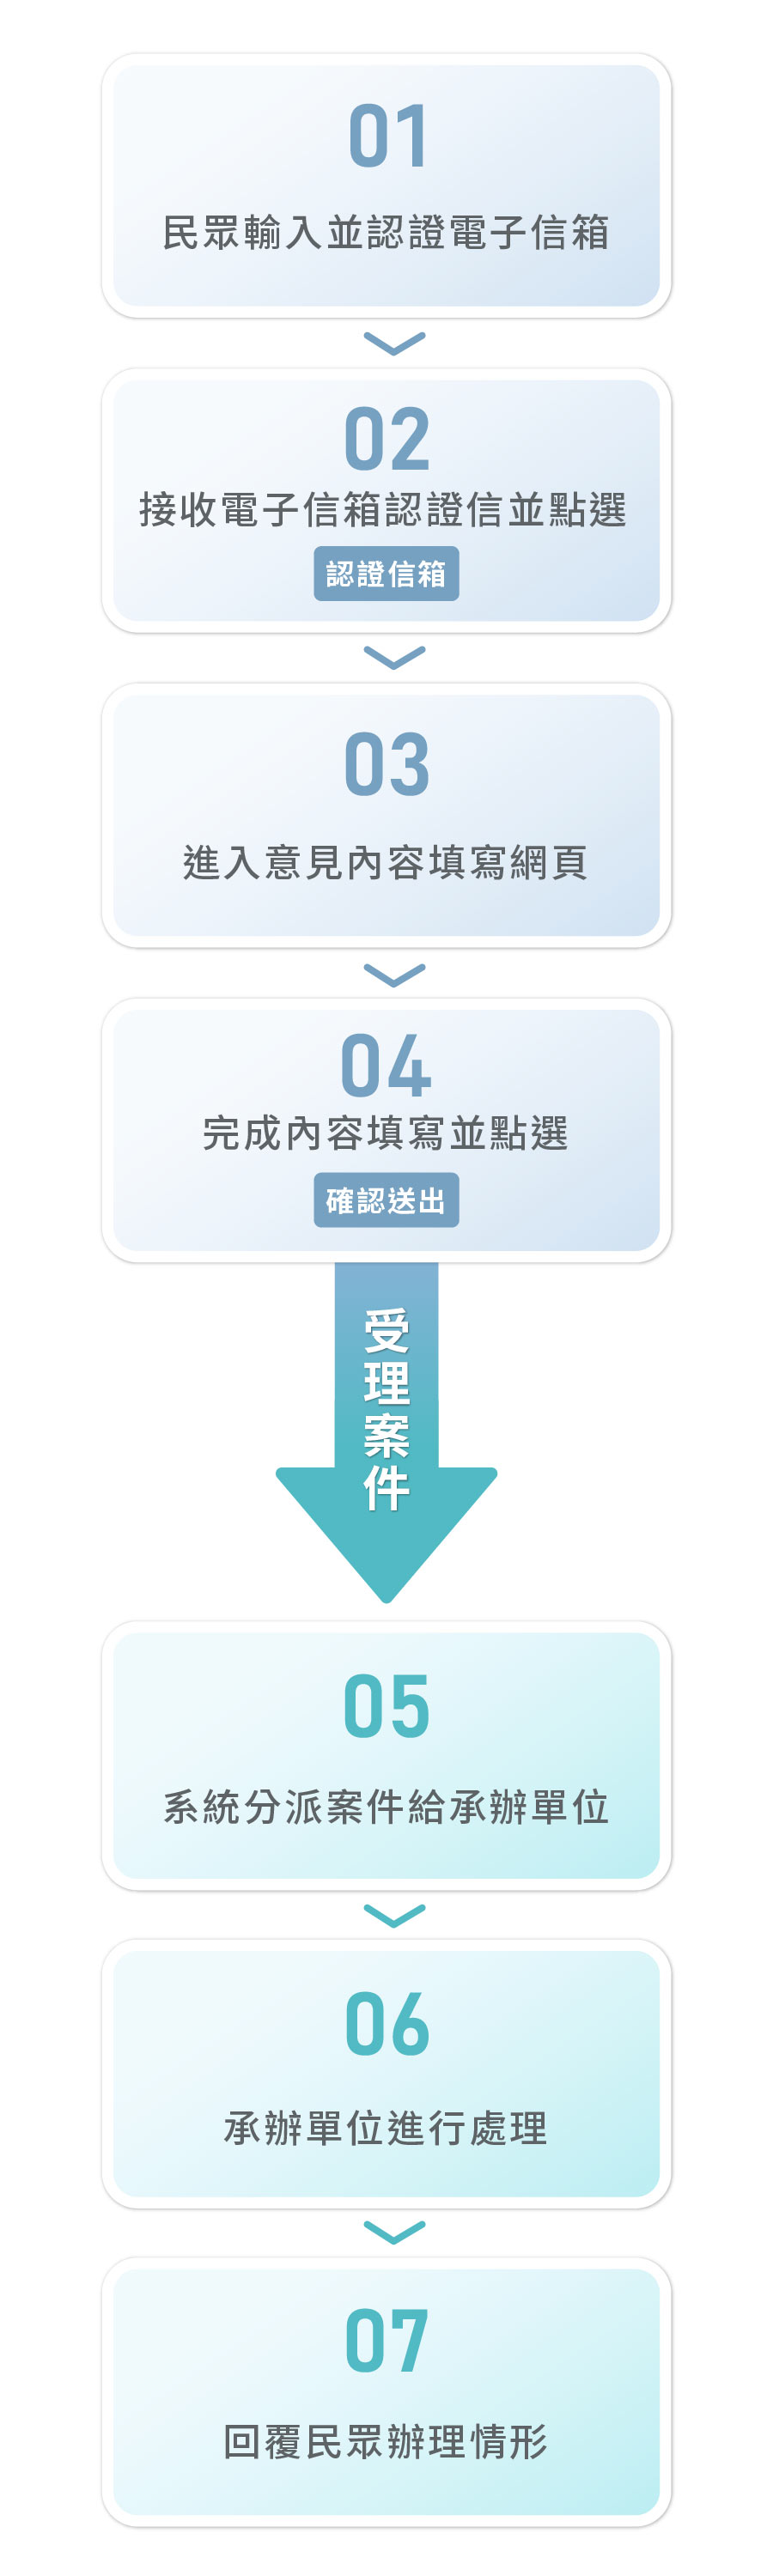 01
民眾輸入並認證電子信箱
02
接收電子信箱認證信並點選
認證信箱
03
進入意見內容填寫網頁
04
完成內容填寫並點選
確認送出
受理案件
05
系統分派案件給承辦單位
06
承辦單位進行處理
07
回覆民眾辦理情形